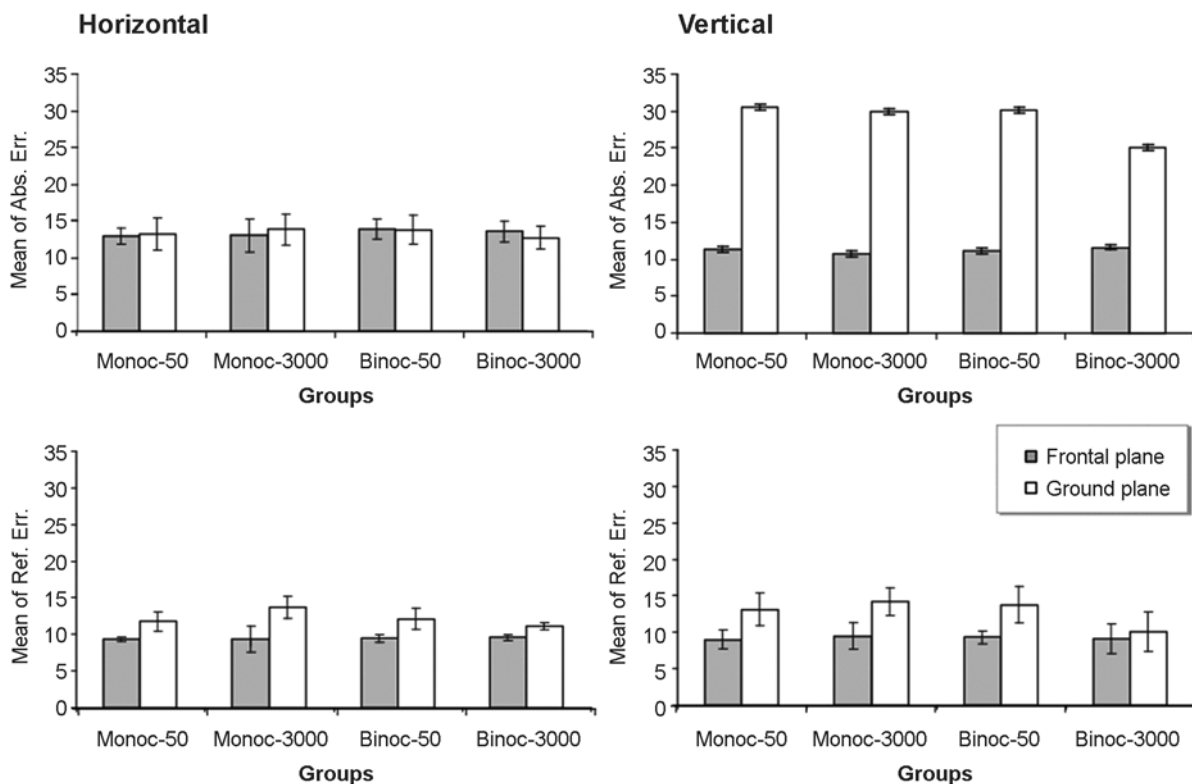 Horizontal
Mean of Abs. Err.
35
30
25
20
15
10
5
0
Monoc-50 Monoc-3000 Binoc-50 Binoc-3000
Groups
Vertical
Mean of Abs. Err.
35
30
25
20
15
10
5
0
Monoc-50 Monoc-3000 Binoc-50 Binoc-3000
Groups
Mean of Ref. Err.
35
30
25
20
15
10
5
0
Monoc-50 Monoc-3000 Binoc-50 Binoc-3000
Groups
Mean of Ref. Err.
35
30
25
20
15
10
5
0
Monoc-50 Monoc-3000 Binoc-50 Binoc-3000
Groups
Frontal plane
Ground plane